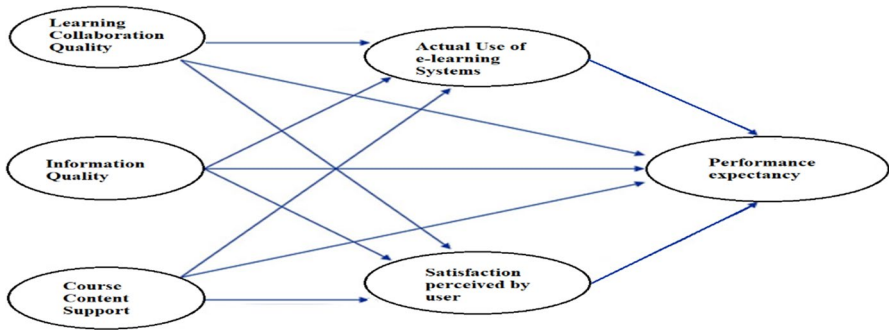 Learning
Collaboration
Quality
Actual Use of
e-learning
Systems
Information
Quality
Performance
expectancy
Course
Content
Support
Satisfaction
perceived by
user